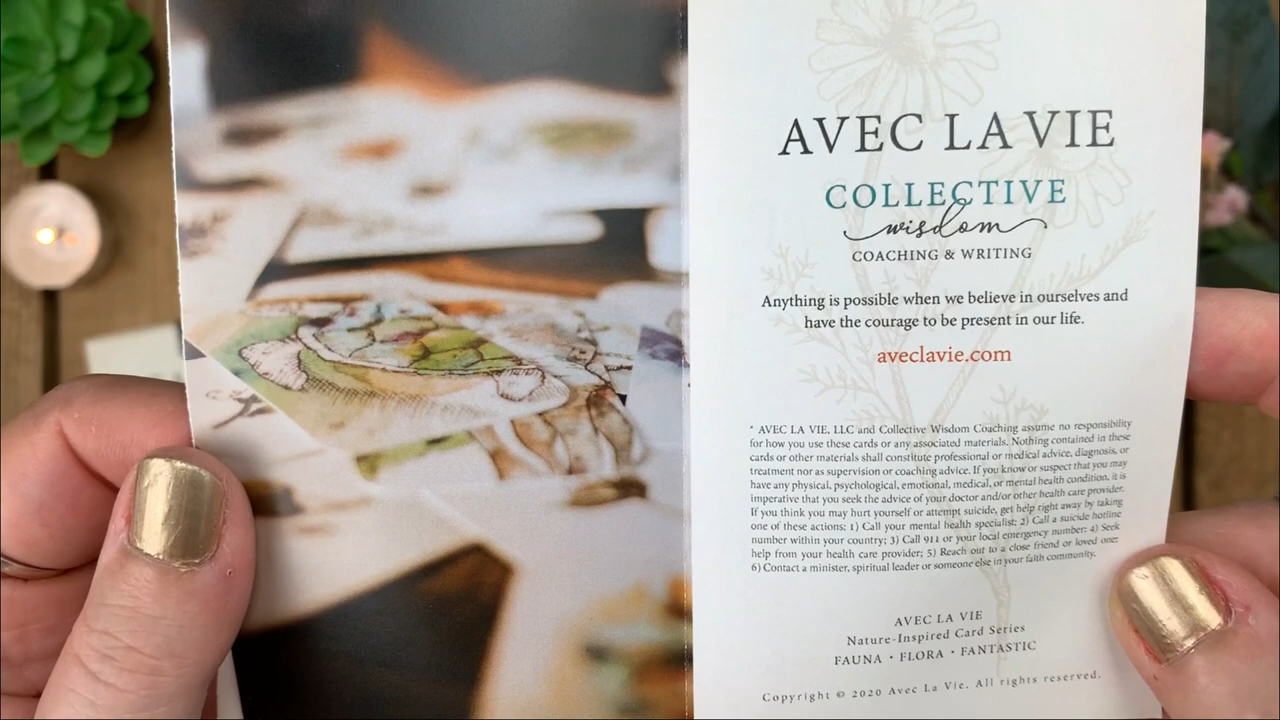 AVEC LA VIE
COLLECTIVE
wisdom
COACHING & WRITING
Anything is possible when we believe in ourselves and
have the courage to be present in our life.
aveclavie.com
* AVEC LA VIE, LLC and Collective Wisdom Coaching assume no responsibility
for how you use these cards or any associated materials. Nothing contained in these
cards or other materials shall constitute professional or medical advice, diagnosis, or
treatment nor as supervision or coaching advice. If you know or suspect that you may
have any physical, psychological, emotional, medical, or mental health condition, it is
imperative that you seek the advice of your doctor and/or other health care provider.
If you think you may hurt yourself or attempt suicide, get help right away by taking
one of these actions: 1) Call your mental health specialist; 2) Call a suicide hotline
number within your country; 3) Call 911 or your local emergency number; 4) Seek
help from your health care provider; 5) Reach out to a close friend or loved one;
6) Contact a minister, spiritual leader or someone else in your faith community.
AVEC LA VIE
Nature-Inspired Card Series
FAUNA • FLORA • FANTASTIC
Copyright © 2020 Avec La Vie. All rights reserved.